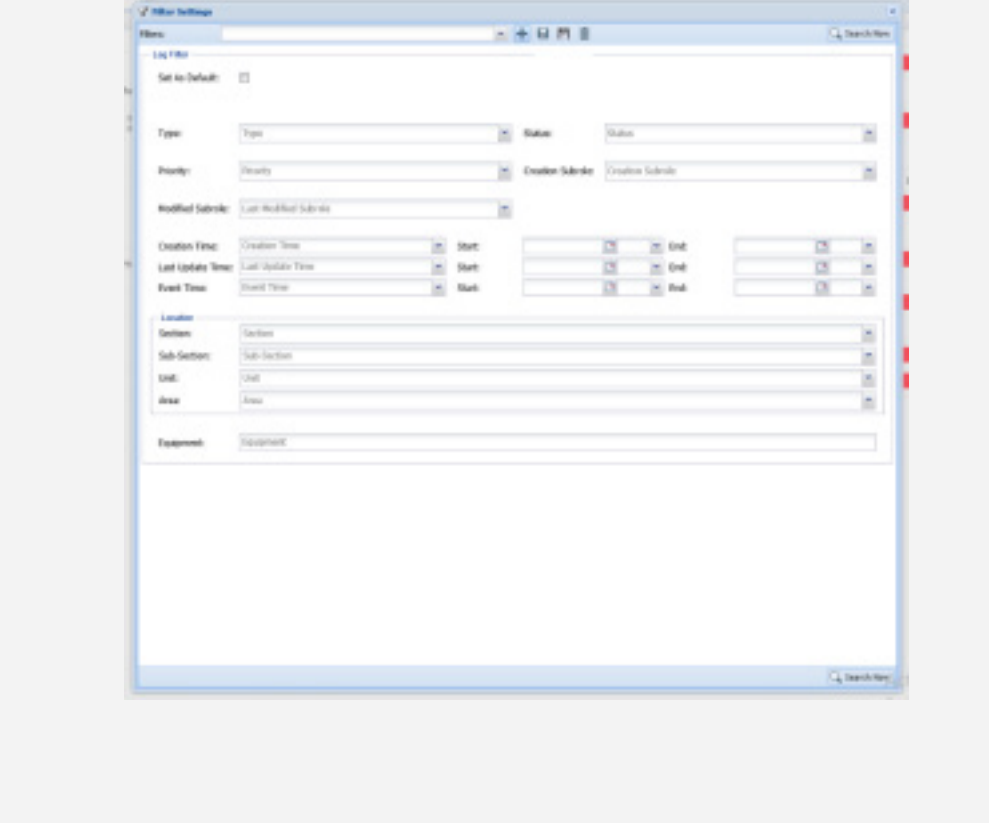 Filter Settings
Filters: Search Now
Log Filter
Set As Default:
Type: Type Status: Status
Priority: Priority Creation Subrole: Creation Subrole
Modified Subrole: Last Modified Subrole
Creation Time: Creation Time Start: End:
Last Update Time: Last Update Time Start: End:
Event Time: Event Time Start: End:
Location
Section: Section
Sub-Section: Sub-Section
Unit: Unit
Area: Area
Equipment: Equipment
Search Now